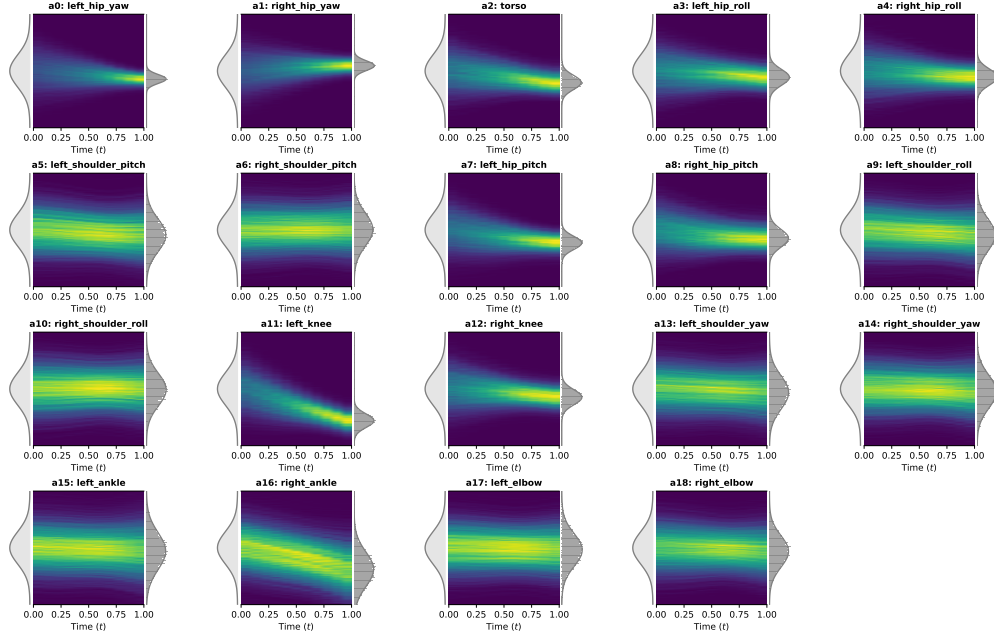 a0: left_hip_yaw a1: right_hip_yaw a2: torso a3: left_hip_roll a4: right_hip_roll
0.00 0.25 0.50 0.75 1.00 0.00 0.25 0.50 0.75 1.00 0.00 0.25 0.50 0.75 1.00 0.00 0.25 0.50 0.75 1.00 0.00 0.25 0.50 0.75 1.00
Time (t) Time (t) Time (t) Time (t) Time (t)
a5: left_shoulder_pitch a6: right_shoulder_pitch a7: left_hip_pitch a8: right_hip_pitch a9: left_shoulder_roll
0.00 0.25 0.50 0.75 1.00 0.00 0.25 0.50 0.75 1.00 0.00 0.25 0.50 0.75 1.00 0.00 0.25 0.50 0.75 1.00 0.00 0.25 0.50 0.75 1.00
Time (t) Time (t) Time (t) Time (t) Time (t)
a10: right_shoulder_roll a11: left_knee a12: right_knee a13: left_shoulder_yaw a14: right_shoulder_yaw
0.00 0.25 0.50 0.75 1.00 0.00 0.25 0.50 0.75 1.00 0.00 0.25 0.50 0.75 1.00 0.00 0.25 0.50 0.75 1.00 0.00 0.25 0.50 0.75 1.00
Time (t) Time (t) Time (t) Time (t) Time (t)
a15: left_ankle a16: right_ankle a17: left_elbow a18: right_elbow
0.00 0.25 0.50 0.75 1.00 0.00 0.25 0.50 0.75 1.00 0.00 0.25 0.50 0.75 1.00 0.00 0.25 0.50 0.75 1.00
Time (t) Time (t) Time (t) Time (t)